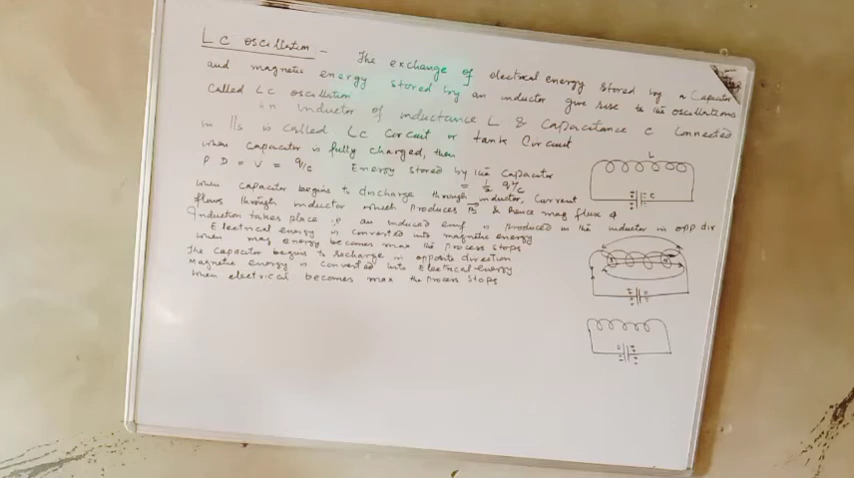 Lc oscillation - The exchange of electrical energy stored by a Capacitor
and magnetic energy stored by an inductor give rise to the oscillations
called Lc oscillation
An inductor of inductance L & Capacitance c connected
in 11s is called Lc Circuit or tank Circuit
when capacitor is fully charged, then
P D = V = q/c Energy stored by the Capacitor
= 1/2 q²/c
when capacitor begins to discharge through inductor, Current
flows through inductor which produces B & hence mag flux &
induction takes place & an induced emf is produced in the inductor in opp dir
Electrical energy is converted into magnetic energy
when mag energy becomes max the process stops
The Capacitor begins to recharge in opposite direction
magnetic energy is converted into Electrical energy
when electrical becomes max the process stops
L
C